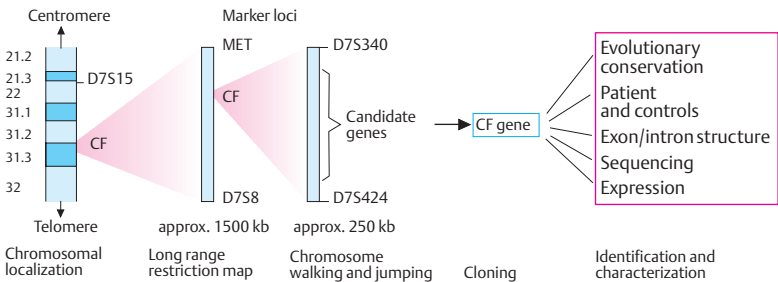 Centromere
Marker loci
21.2
21.3
22
31.1
31.2
31.3
32
D7S15
CF
Telomere
MET
CF
D7S8
approx. 1500 kb
D7S340
Candidate
genes
D7S424
approx. 250 kb
CF gene
Evolutionary
conservation
Patient
and controls
Exon/intron structure
Sequencing
Expression
Chromosomal
localization
Long range
restriction map
Chromosome
walking and jumping
Cloning
Identification and
characterization